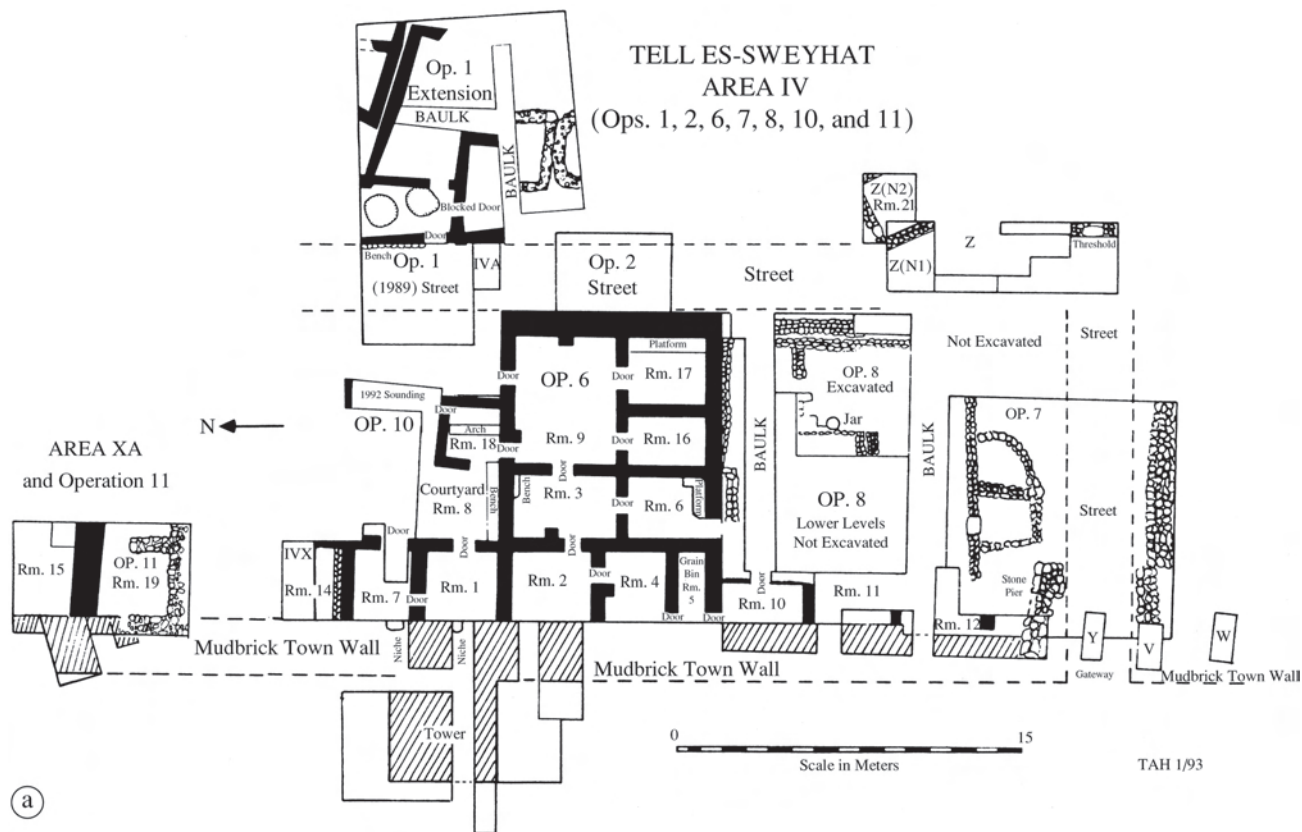 TELL ES-SWEYHAT
AREA IV
(Ops. 1, 2, 6, 7, 8, 10, and 11)
Op. 1
Extension
BAULK
BAULK
Blocked Door
Door
Bench
Op. 1
(1989) Street
IVA
Op. 2
Street
Street
Z(N2)
Rm. 21
Z(N1)
Z
Threshold
Not Excavated
Street
N
1992 Sounding
OP. 10
Door
Arch
Rm. 18
Door
Door
Courtyard
Rm. 8
Bench
Bench
OP. 6
Rm. 9
Door
Door
Platform
Rm. 17
Door
Rm. 16
Rm. 3
Door
Rm. 6
Platform
BAULK
OP. 8
Excavated
Jar
OP. 8
Lower Levels
Not Excavated
BAULK
OP. 7
Street
Stone
Pier
AREA XA
and Operation 11
Rm. 15
OP. 11
Rm. 19
IVX
Rm. 14
Door
Rm. 7
Door
Door
Rm. 1
Door
Rm. 2
Door
Rm. 4
Grain
Bin
Rm.
5
Door
Door
Door
Rm. 10
Rm. 11
Rm. 12
Niche
Niche
Mudbrick Town Wall
Mudbrick Town Wall
Y
V
W
Gateway
Mudbrick Town Wall
Tower
0
15
Scale in Meters
TAH 1/93
a